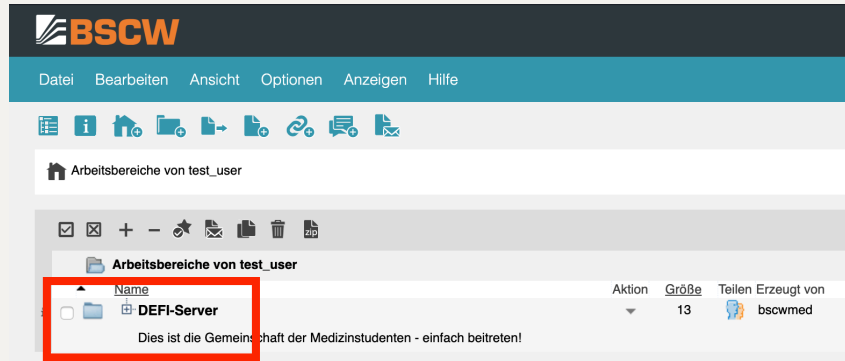 BSCW
Datei Bearbeiten Ansicht Optionen Anzeigen Hilfe
Arbeitsbereiche von test_user
zip
Arbeitsbereiche von test_user
Name Aktion Größe Teilen Erzeugt von
DEFI-Server 13 bscwmed
Dies ist die Gemeinschaft der Medizinstudenten - einfach beitreten!